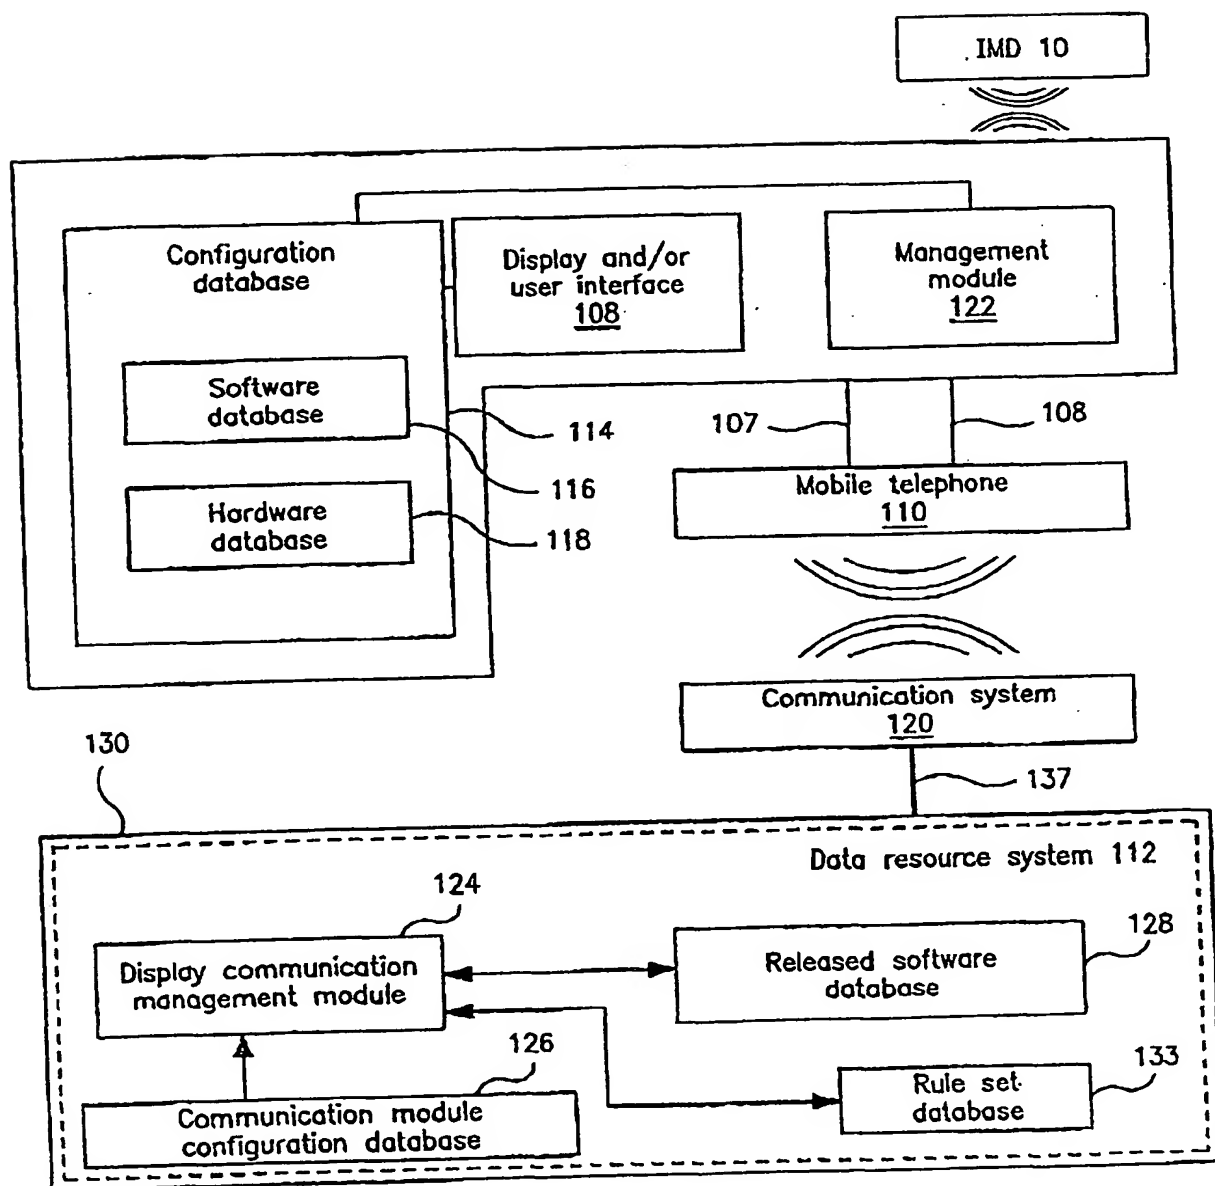 IMD 10
Configuration
database
Display and/or
user interface
108
Management
module
122
Software
database
114
116
Hardware
database
118
107
108
Mobile telephone
110
Communication system
120
137
130
Data resource system 112
124
Display communication
management module
128
Released software
database
126
Communication module
configuration database
133
Rule set
database